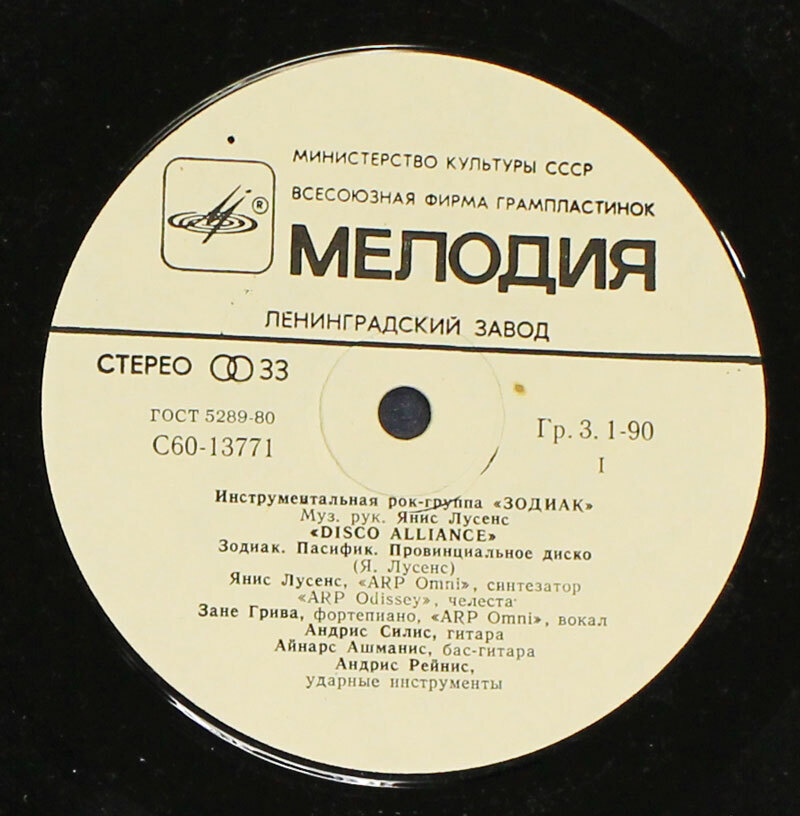 МИНИСТЕРСТВО КУЛЬТУРЫ СССР
ВСЕСОЮЗНАЯ ФИРМА ГРАМПЛАСТИНОК
®
МЕЛОДИЯ
ЛЕНИНГРАДСКИЙ ЗАВОД
СТЕРЕО 33
ГОСТ 5289-80
С60-13771
Гр. 3. 1-90
I
Инструментальная рок-группа «ЗОДИАК»
Муз. рук. Янис Лусенс
«DISCO ALLIANCE»
Зодиак. Пасифик. Провинциальное диско
(Я. Лусенс)
Янис Лусенс, «ARP Omni», синтезатор
«ARP Odissey», челеста
Зане Грива, фортепиано, «ARP Omni», вокал
Андрис Силис, гитара
Айнарс Ашманис, бас-гитара
Андрис Рейнис,
ударные инструменты